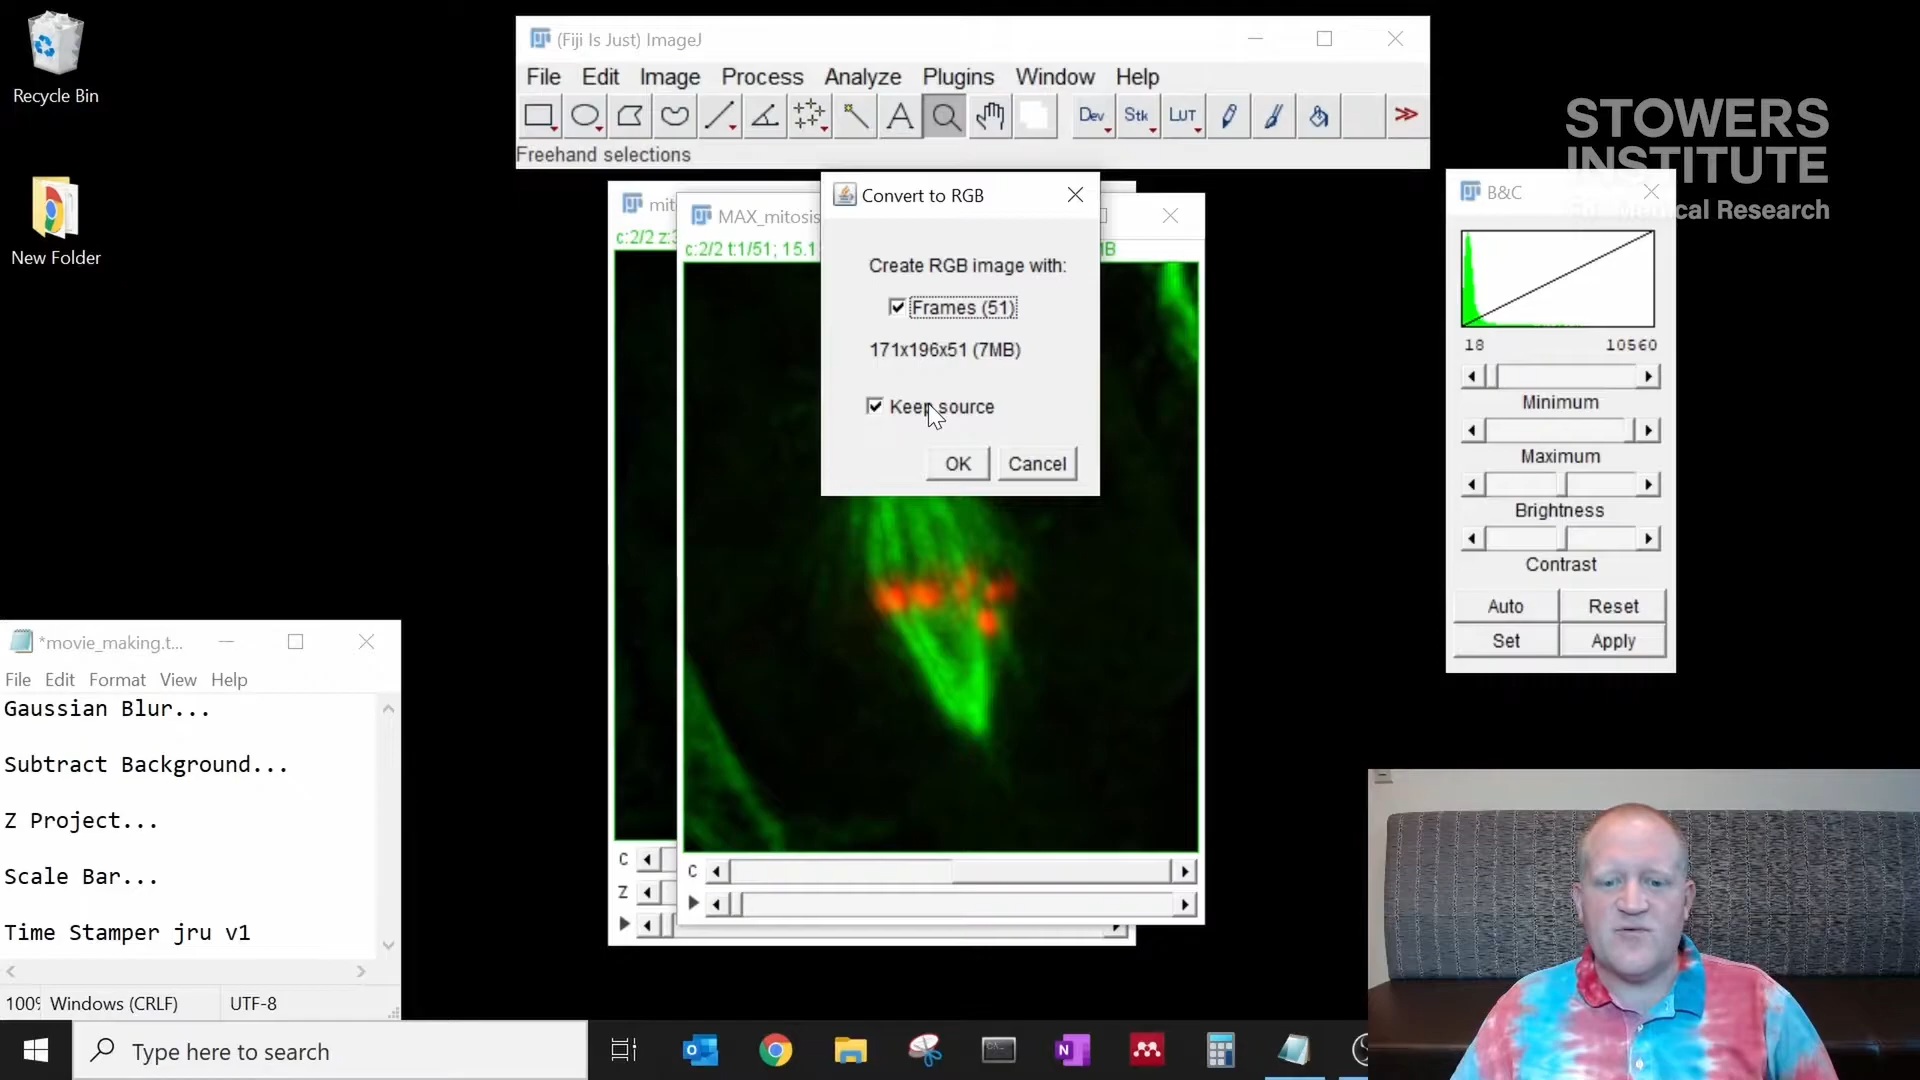 Recycle Bin
New Folder
(Fiji Is Just) ImageJ
File Edit Image Process Analyze Plugins Window Help
Dev Stk LUT
Freehand selections
STOWERS
INSTITUTE
cal Research
c:2/2 z:
MAX_mitosis
c:2/2 t:1/51; 15.1
Convert to RGB
Create RGB image with:
Frames (51)
171x196x51 (7MB)
Keep source
OK Cancel
C
Z
C
B&C
18 10560
Minimum
Maximum
Brightness
Contrast
Auto Reset
Set Apply
*movie_making.t...
File Edit Format View Help
Gaussian Blur...
Subtract Background...
Z Project...
Scale Bar...
Time Stamper jru v1
Windows (CRLF) UTF-8
Type here to search